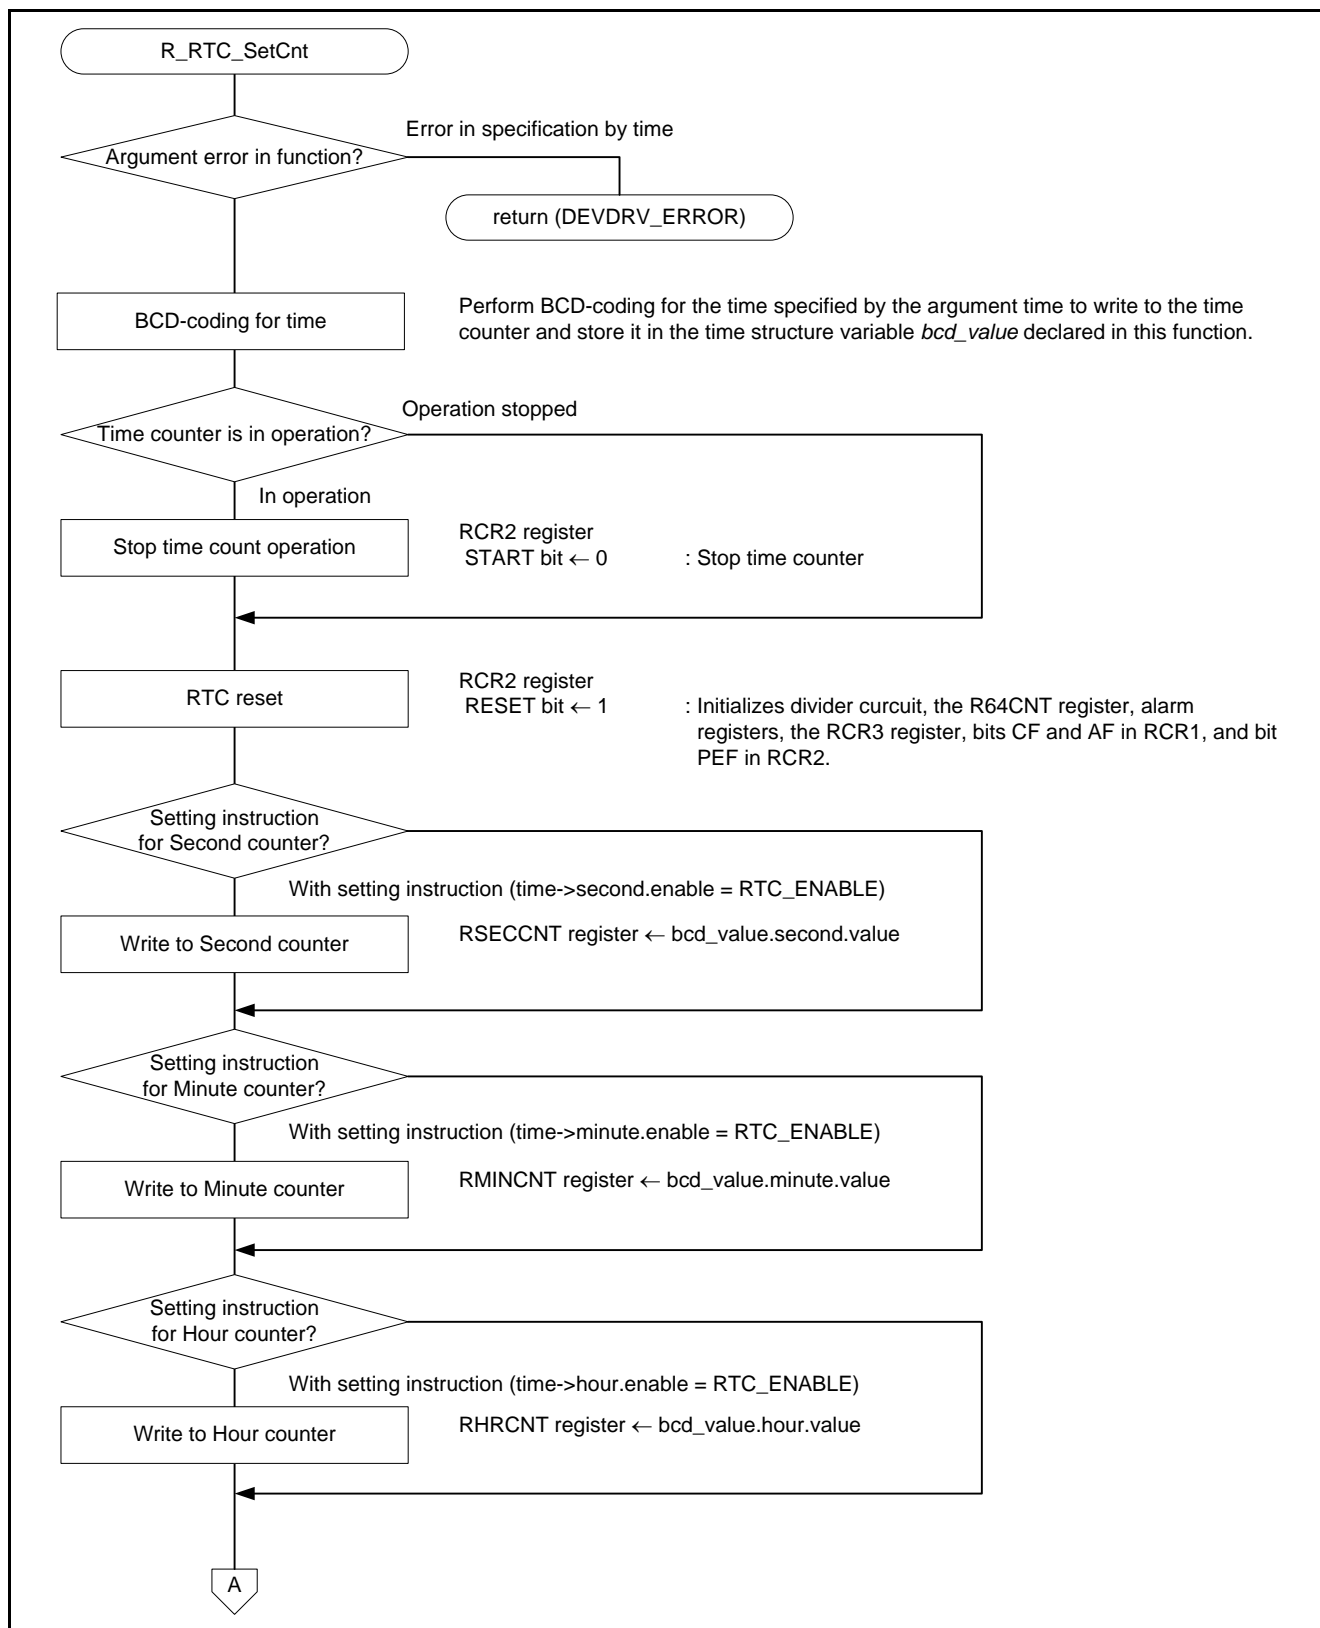 R_RTC_SetCnt
Error in specification by time
Argument error in function?
return (DEVDRV_ERROR)
BCD-coding for time
Perform BCD-coding for the time specified by the argument time to write to the time
counter and store it in the time structure variable bcd_value declared in this function.
Operation stopped
Time counter is in operation?
In operation
Stop time count operation
RCR2 register
START bit ← 0 : Stop time counter
RTC reset
RCR2 register
RESET bit ← 1 : Initializes divider curcuit, the R64CNT register, alarm
registers, the RCR3 register, bits CF and AF in RCR1, and bit
PEF in RCR2.
Setting instruction
for Second counter?
With setting instruction (time->second.enable = RTC_ENABLE)
Write to Second counter
RSECCNT register ← bcd_value.second.value
Setting instruction
for Minute counter?
With setting instruction (time->minute.enable = RTC_ENABLE)
Write to Minute counter
RMINCNT register ← bcd_value.minute.value
Setting instruction
for Hour counter?
With setting instruction (time->hour.enable = RTC_ENABLE)
Write to Hour counter
RHRCNT register ← bcd_value.hour.value
A